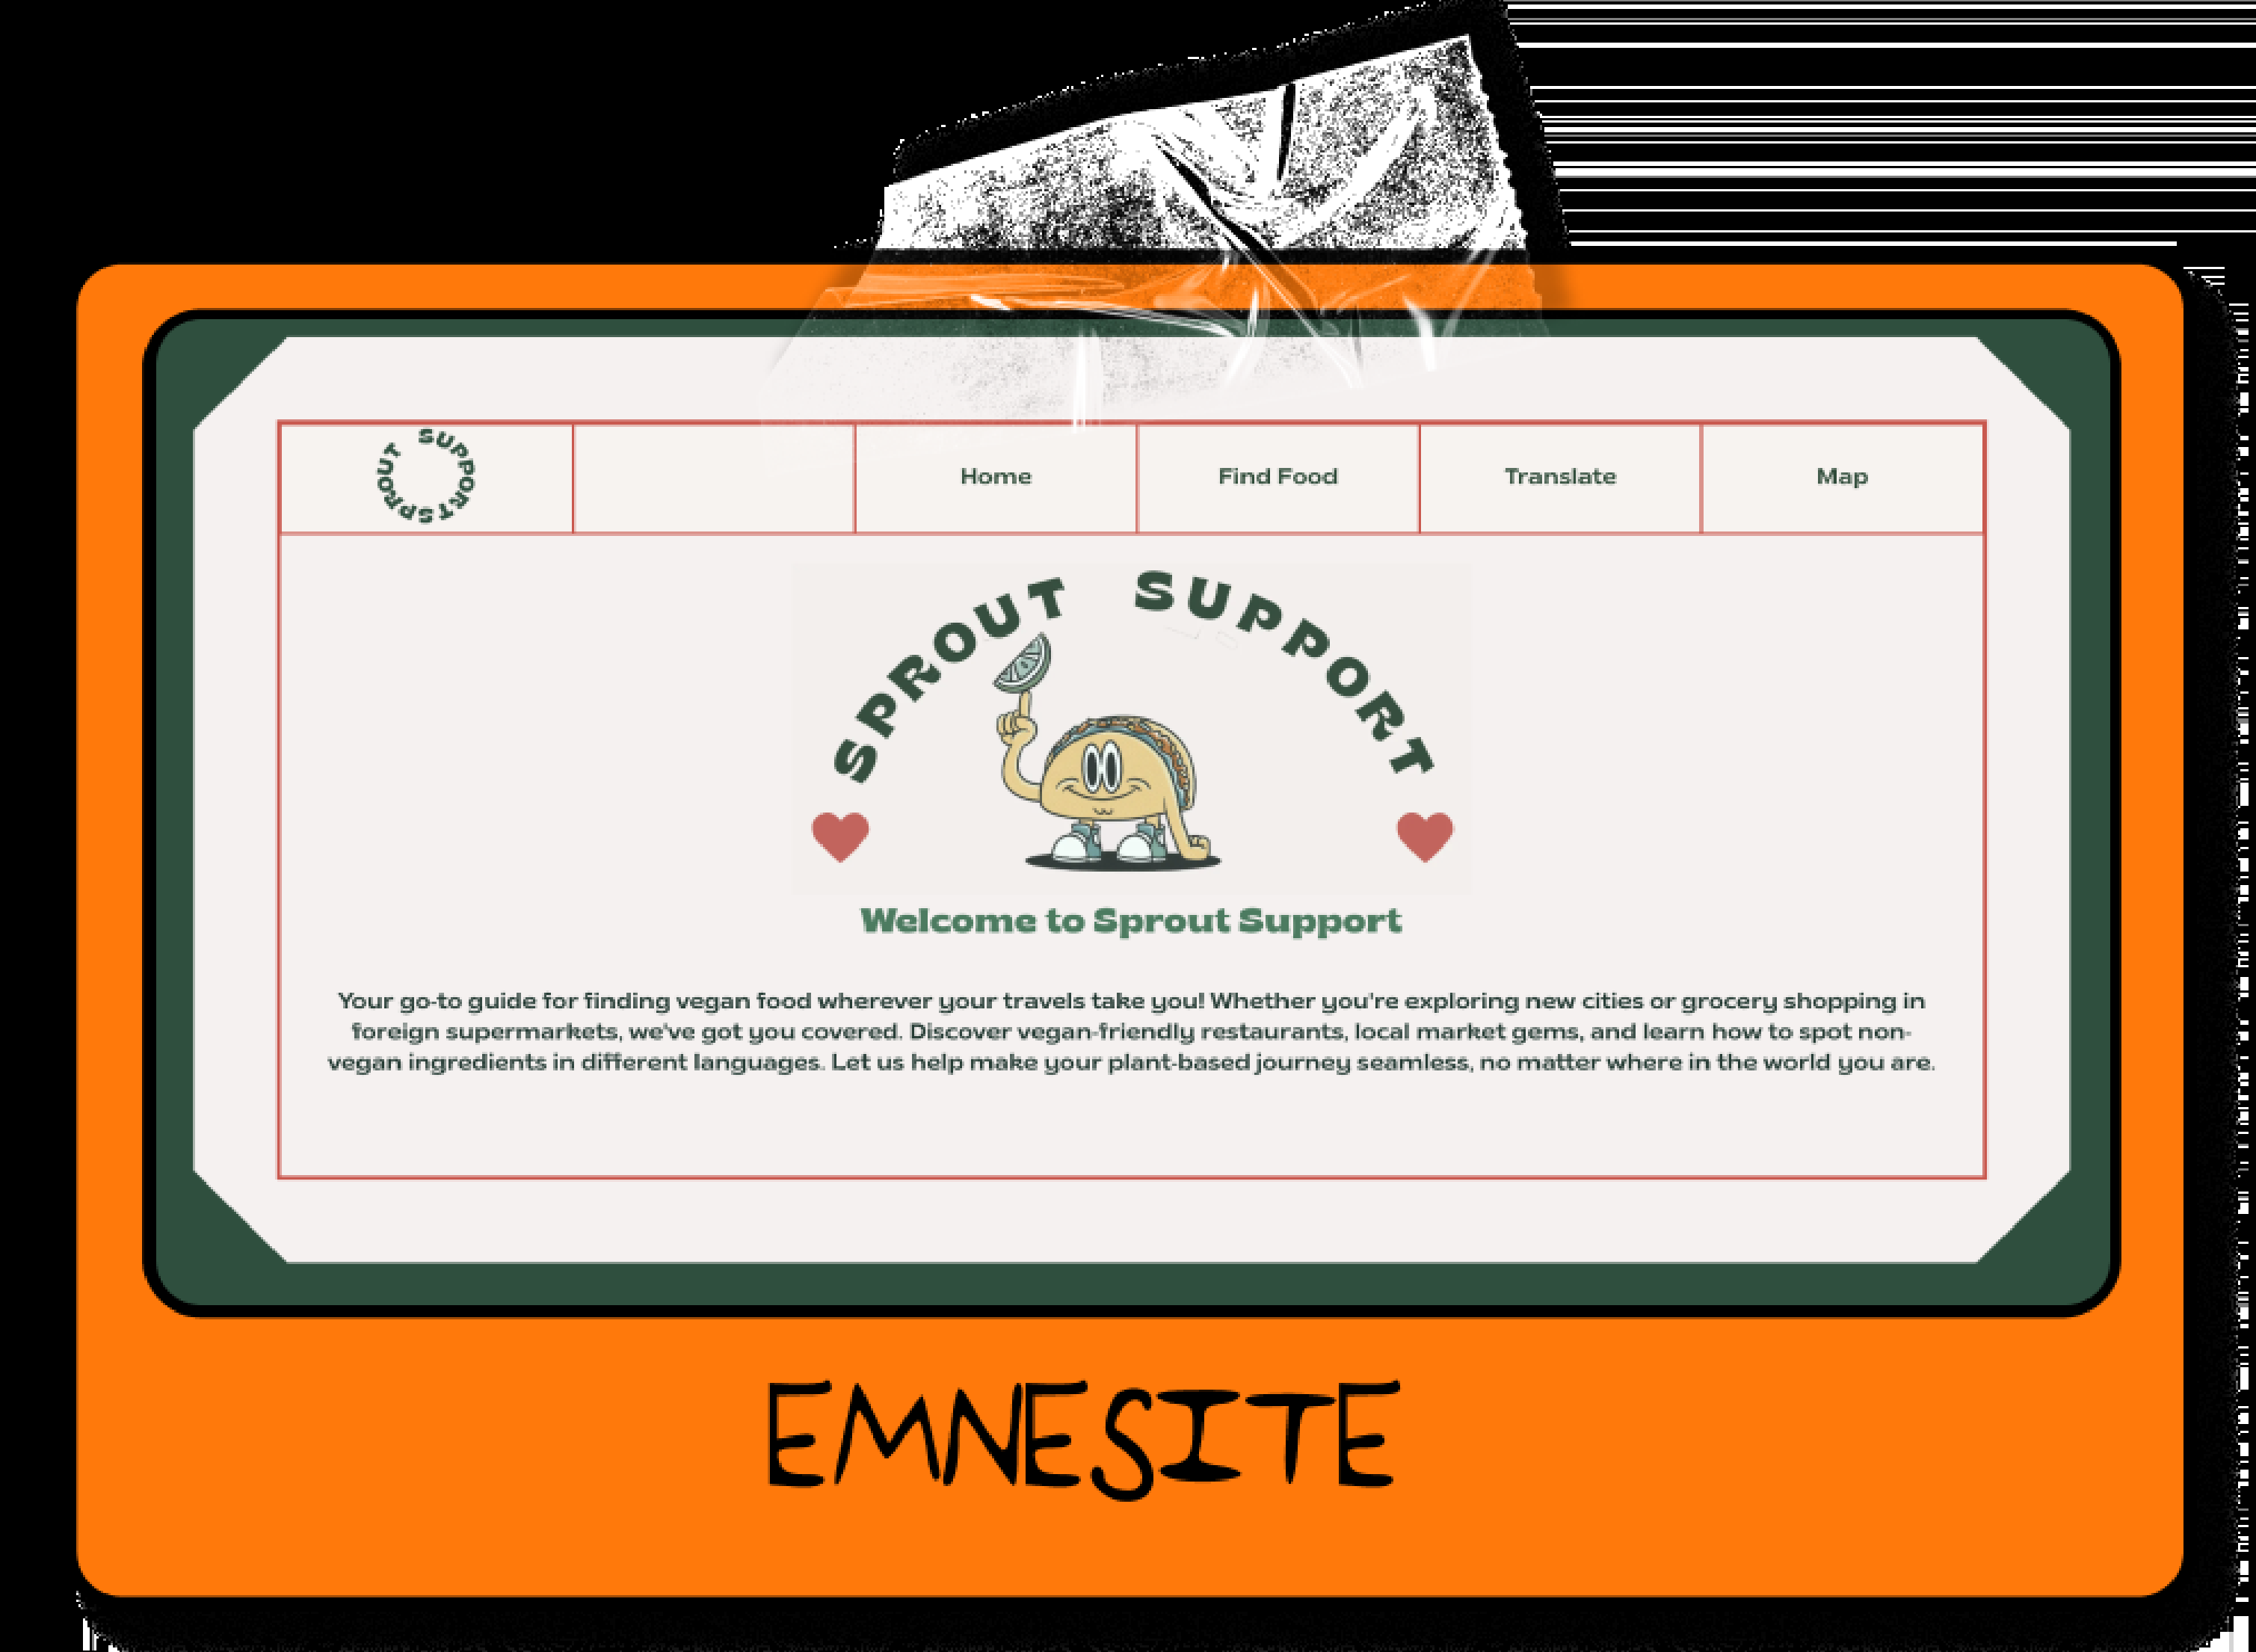 SUPPORT SPROUT
Home
Find Food
Translate
Map
SPROUT SUPPORT
Welcome to Sprout Support
Your go-to guide for finding vegan food wherever your travels take you! Whether you're exploring new cities or grocery shopping in
foreign supermarkets, we've got you covered. Discover vegan-friendly restaurants, local market gems, and learn how to spot non-
vegan ingredients in different languages. Let us help make your plant-based journey seamless, no matter where in the world you are.
EMNESITE